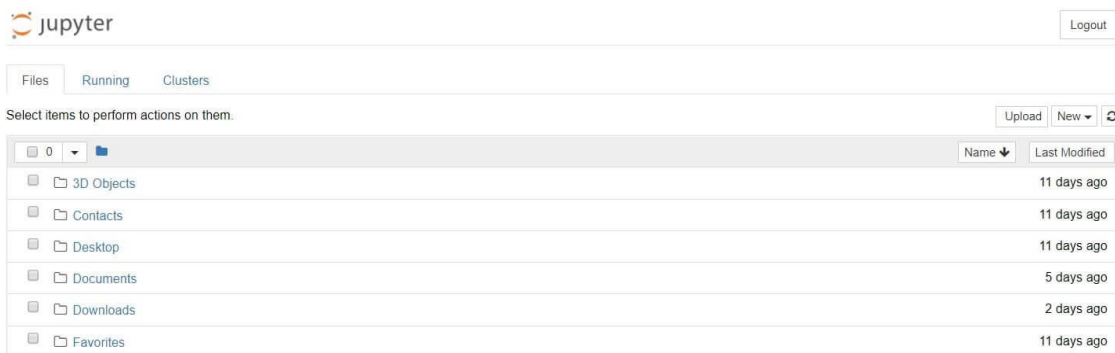 jupyter
Logout
Files Running Clusters
Select items to perform actions on them.
Upload New
0 Name Last Modified
3D Objects 11 days ago
Contacts 11 days ago
Desktop 11 days ago
Documents 5 days ago
Downloads 2 days ago
Favorites 11 days ago